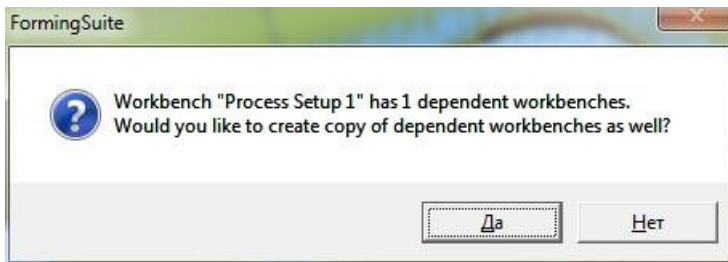 FormingSuite
Workbench "Process Setup 1" has 1 dependent workbenches.
Would you like to create copy of dependent workbenches as well?
Да
Нет